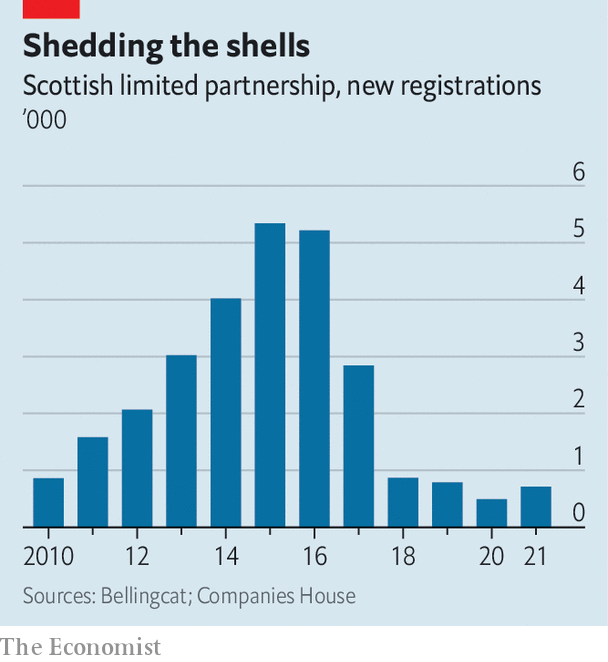 Shedding the shells
Scottish limited partnership, new registrations
’000
6
5
4
3
2
1
0
2010 12 14 16 18 20 21
Sources: Bellingcat; Companies House
The Economist